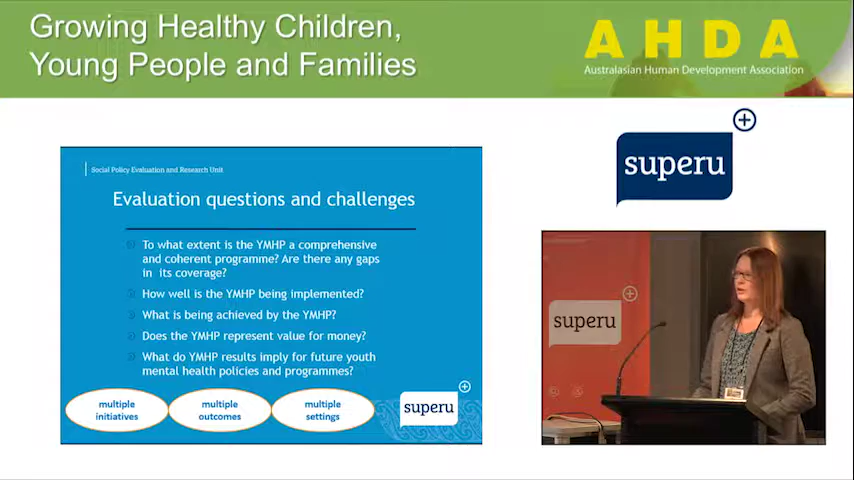 Growing Healthy Children,
Young People and Families
AHDA
Australasian Human Development Association
superu
Social Policy Evaluation and Research Unit
Evaluation questions and challenges
To what extent is the YMHP a comprehensive
and coherent programme? Are there any gaps
in its coverage?
How well is the YMHP being implemented?
What is being achieved by the YMHP?
Does the YMHP represent value for money?
What do YMHP results imply for future youth
mental health policies and programmes?
multiple
initiatives
multiple
outcomes
multiple
settings
superu
superu